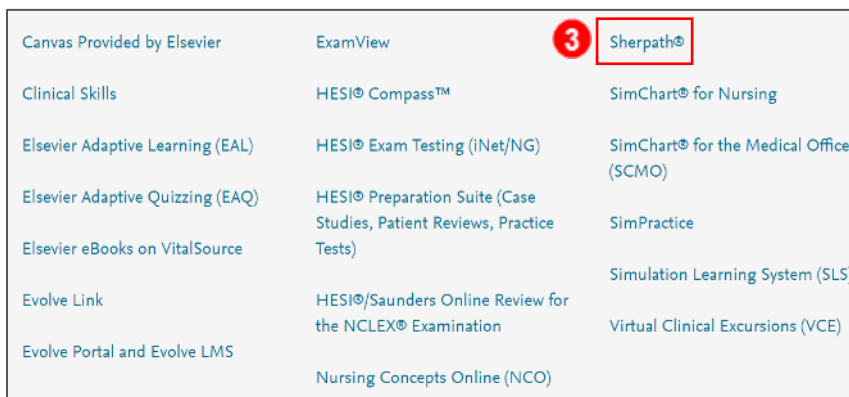 Canvas Provided by Elsevier
Clinical Skills
Elsevier Adaptive Learning (EAL)
Elsevier Adaptive Quizzing (EAQ)
Elsevier eBooks on VitalSource
Evolve Link
Evolve Portal and Evolve LMS
ExamView
HESI® Compass™
HESI® Exam Testing (iNet/NG)
HESI® Preparation Suite (Case
Studies, Patient Reviews, Practice
Tests)
HESI®/Saunders Online Review for
the NCLEX® Examination
Nursing Concepts Online (NCO)
3
Sherpath®
SimChart® for Nursing
SimChart® for the Medical Office
(SCMO)
SimPractice
Simulation Learning System (SLS)
Virtual Clinical Excursions (VCE)